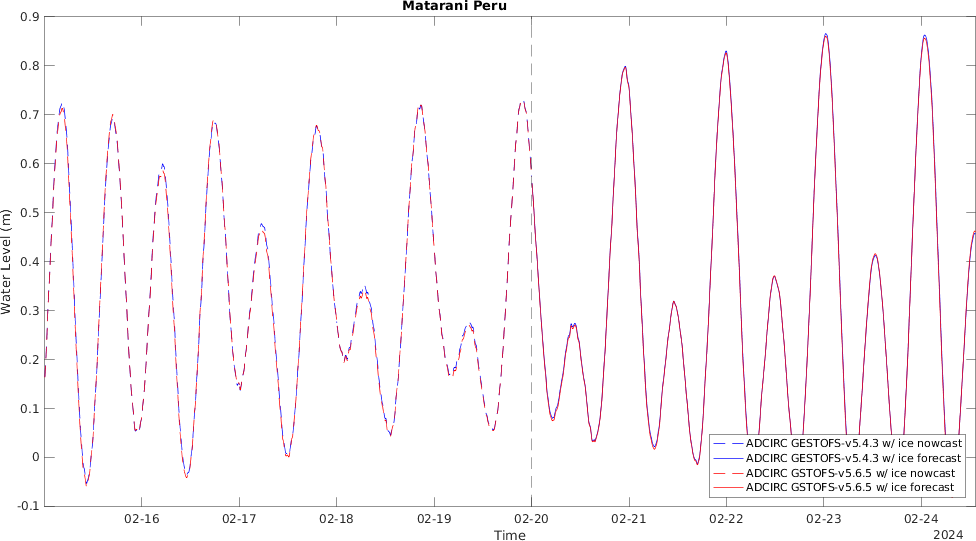 Matarani Peru
0.9
0.8
0.7
0.6
0.5
0.4
0.3
0.2
0.1
0
-0.1
Water Level (m)
ADCIRC GESTOFS-v5.4.3 w/ ice nowcast
ADCIRC GESTOFS-v5.4.3 w/ ice forecast
ADCIRC GSTOFS-v5.6.5 w/ ice nowcast
ADCIRC GSTOFS-v5.6.5 w/ ice forecast
02-16 02-17 02-18 02-19 02-20 02-21 02-22 02-23 02-24
Time 2024